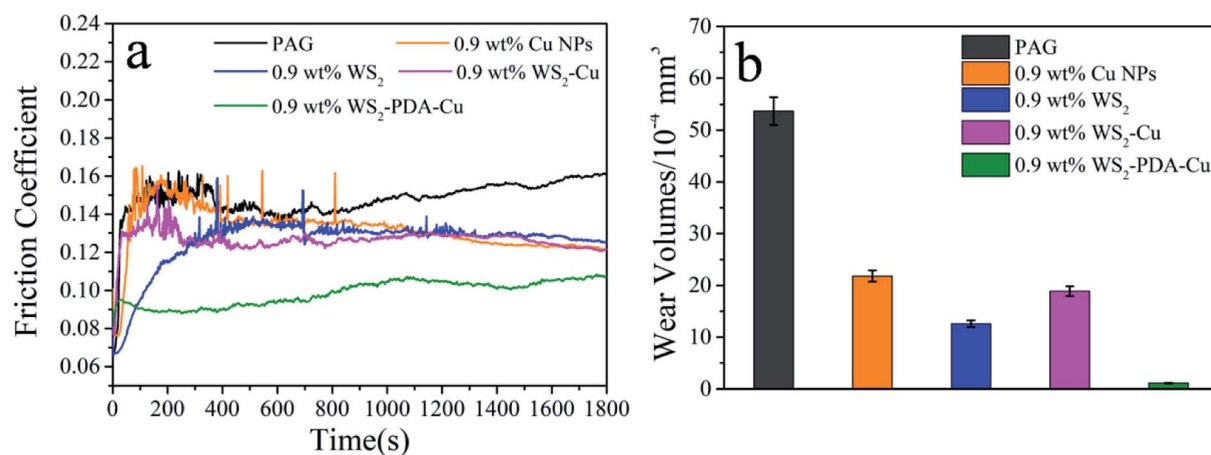 a
Friction Coefficient
0.24
0.22
0.20
0.18
0.16
0.14
0.12
0.10
0.08
0.06
PAG
0.9 wt% Cu NPs
0.9 wt% WS₂
0.9 wt% WS₂-Cu
0.9 wt% WS₂-PDA-Cu
0
200
400
600
800
1000
1200
1400
1600
1800
Time(s)
b
Wear Volumes/10⁻⁴ mm³
70
60
50
40
30
20
10
0
PAG
0.9 wt% Cu NPs
0.9 wt% WS₂
0.9 wt% WS₂-Cu
0.9 wt% WS₂-PDA-Cu